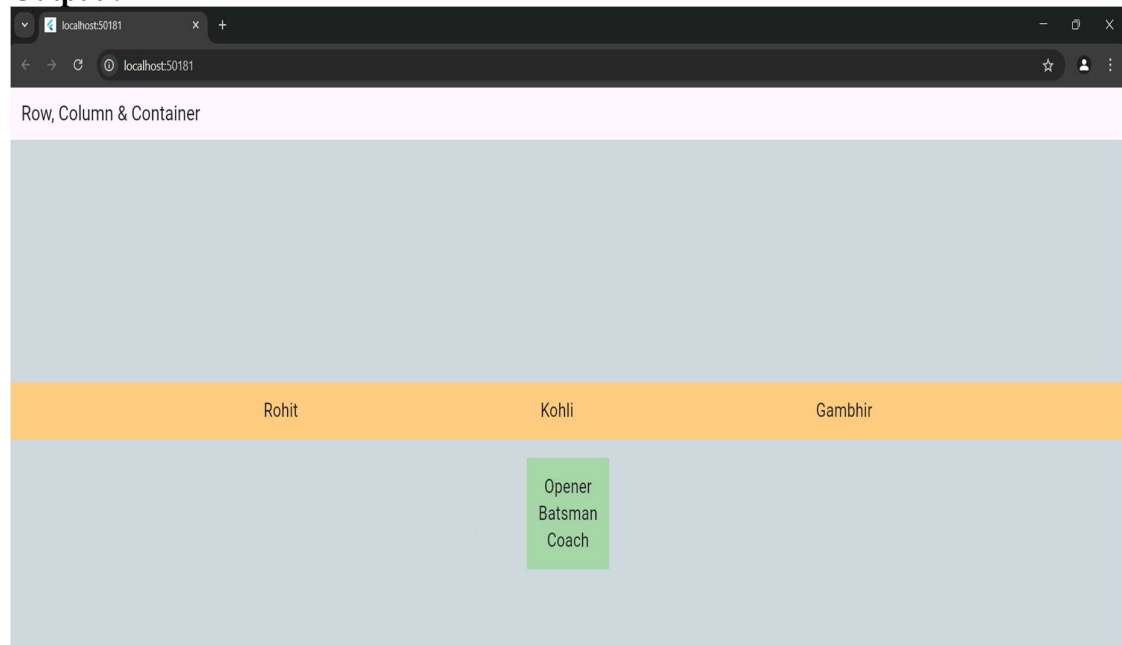 localhost:50181
localhost:50181
Row, Column & Container
Rohit Kohli Gambhir
Opener
Batsman
Coach